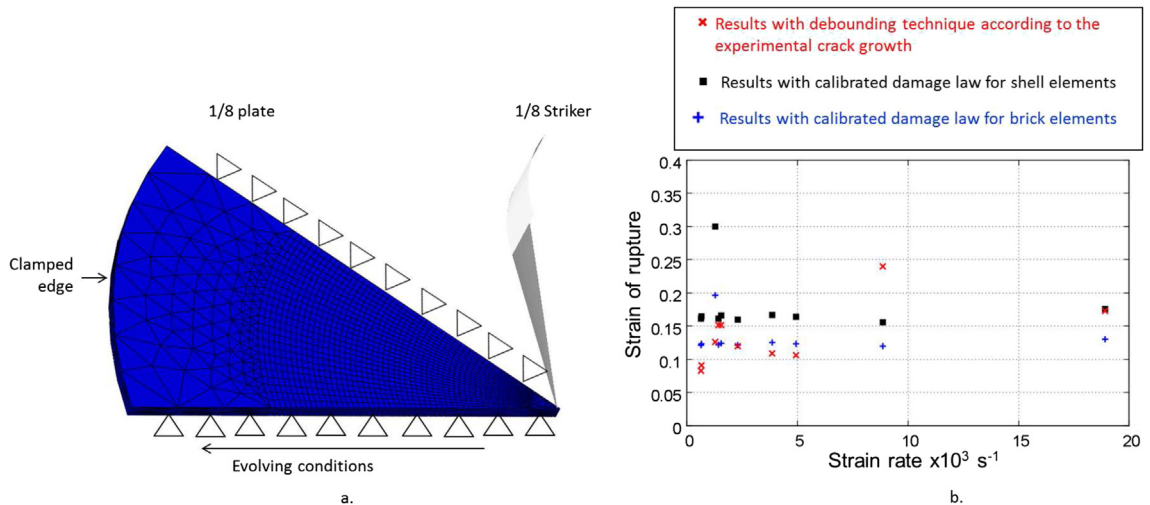 1/8 plate
1/8 Striker
Clamped
edge
Evolving conditions
a.
Results with debounding technique according to the
experimental crack growth
Results with calibrated damage law for shell elements
Results with calibrated damage law for brick elements
Strain of rupture
0.4
0.35
0.3
0.25
0.2
0.15
0.1
0.05
0
0
5
10
15
20
Strain rate x10³ s⁻¹
b.